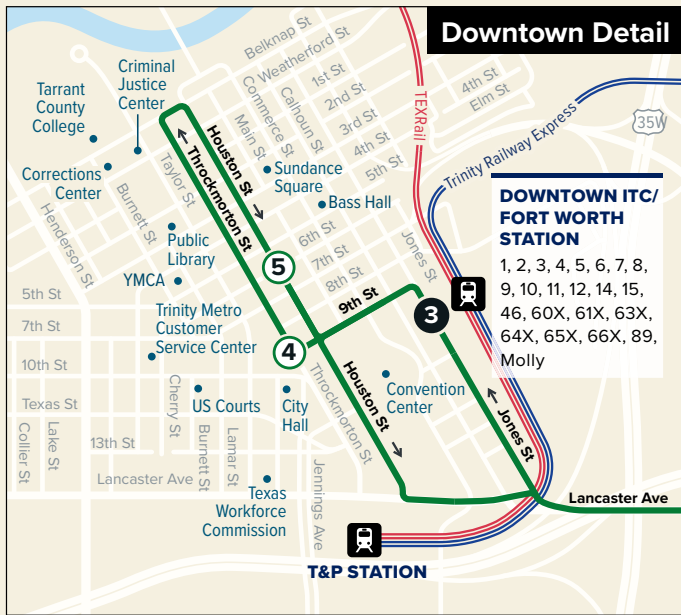 Downtown Detail
Belknap St
Weatherford St
1st St
2nd St
3rd St
4th St
5th St
4th St
Elm St
Commerce St
Calhoun St
Main St
TEXRail
Trinity Railway Express
35W
Criminal
Justice
Center
Tarrant
County
College
Corrections
Center
Taylor St
Burnett St
Henderson St
Houston St
Throckmorton St
Sundance
Square
Bass Hall
Public
Library
YMCA
6th St
7th St
8th St
9th St
Jones St
5
4
3
DOWNTOWN ITC/
FORT WORTH
STATION
1, 2, 3, 4, 5, 6, 7, 8,
9, 10, 11, 12, 14, 15,
46, 60X, 61X, 63X,
64X, 65X, 66X, 89,
Molly
5th St
7th St
10th St
Texas St
13th St
Lancaster Ave
Trinity Metro
Customer
Service Center
US Courts
City
Hall
Convention
Center
Throckmorton St
Houston St
Jones St
Collier St
Lake St
Cherry St
Burnett St
Lamar St
Jennings Ave
Texas
Workforce
Commission
Lancaster Ave
T&P STATION